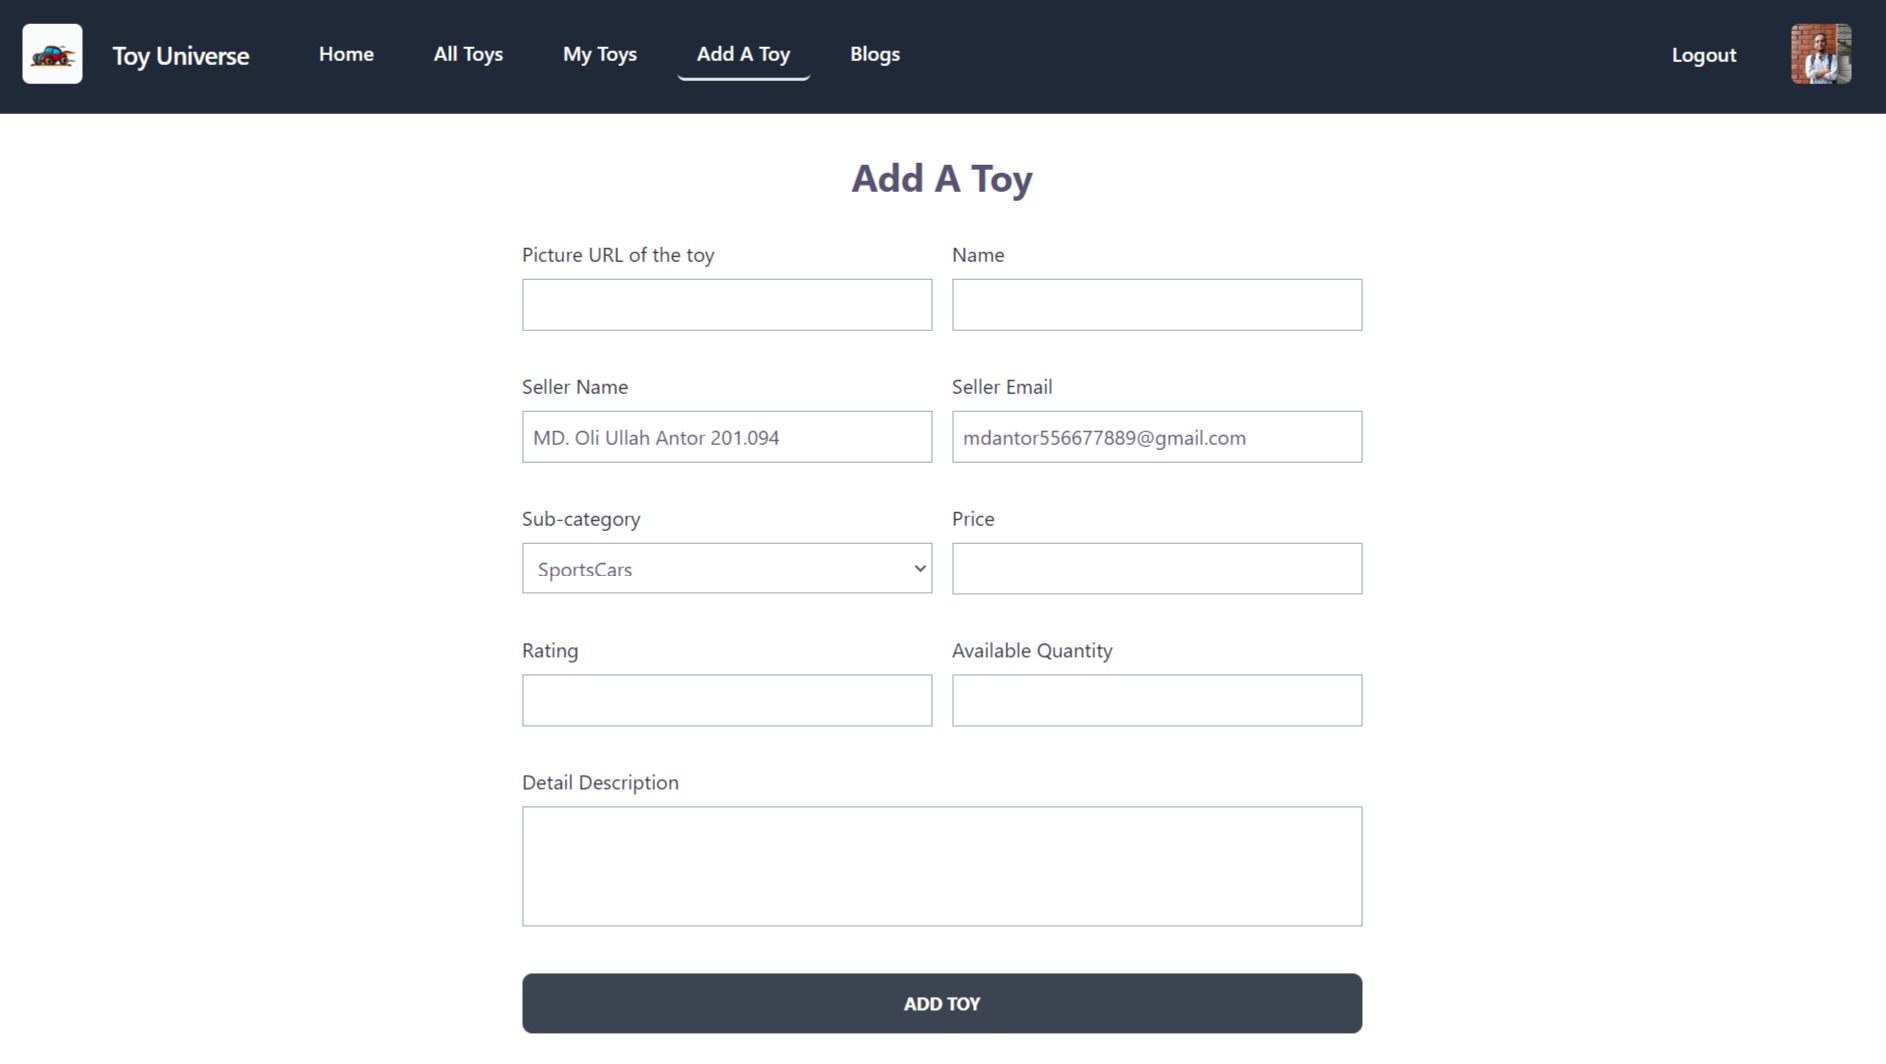 Toy Universe Home All Toys My Toys Add A Toy Blogs Logout
Add A Toy
Picture URL of the toy Name
Seller Name Seller Email
MD. Oli Ullah Antor 201.094 mdantor556677889@gmail.com
Sub-category Price
SportsCars
Rating Available Quantity
Detail Description
ADD TOY